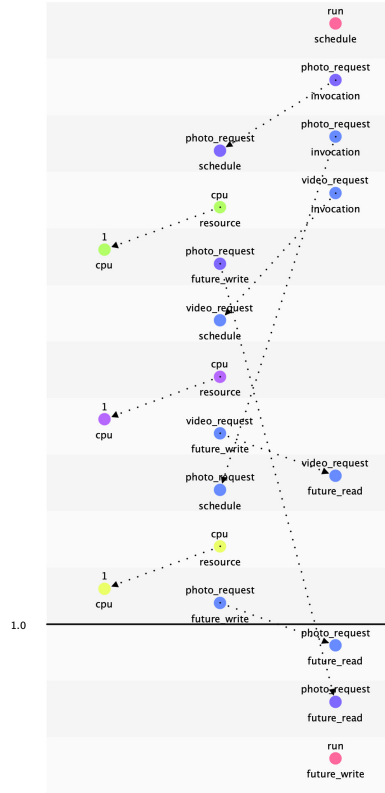 run
schedule
photo_request
invocation
photo_request
invocation
photo_request
schedule
video_request
invocation
cpu
resource
1
cpu
photo_request
future_write
video_request
schedule
cpu
resource
1
cpu
video_request
future_write
video_request
future_read
photo_request
schedule
cpu
resource
1
cpu
photo_request
future_write
1.0
photo_request
future_read
photo_request
future_read
run
future_write